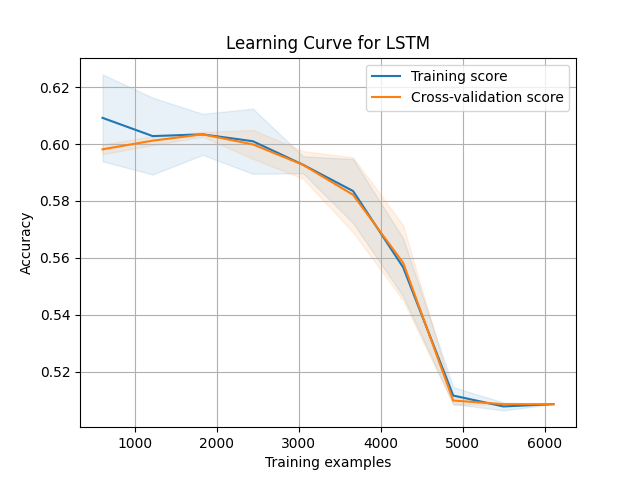 Learning Curve for LSTM
Training score
Cross-validation score
0.62
0.60
0.58
0.56
0.54
0.52
Accuracy
1000 2000 3000 4000 5000 6000
Training examples